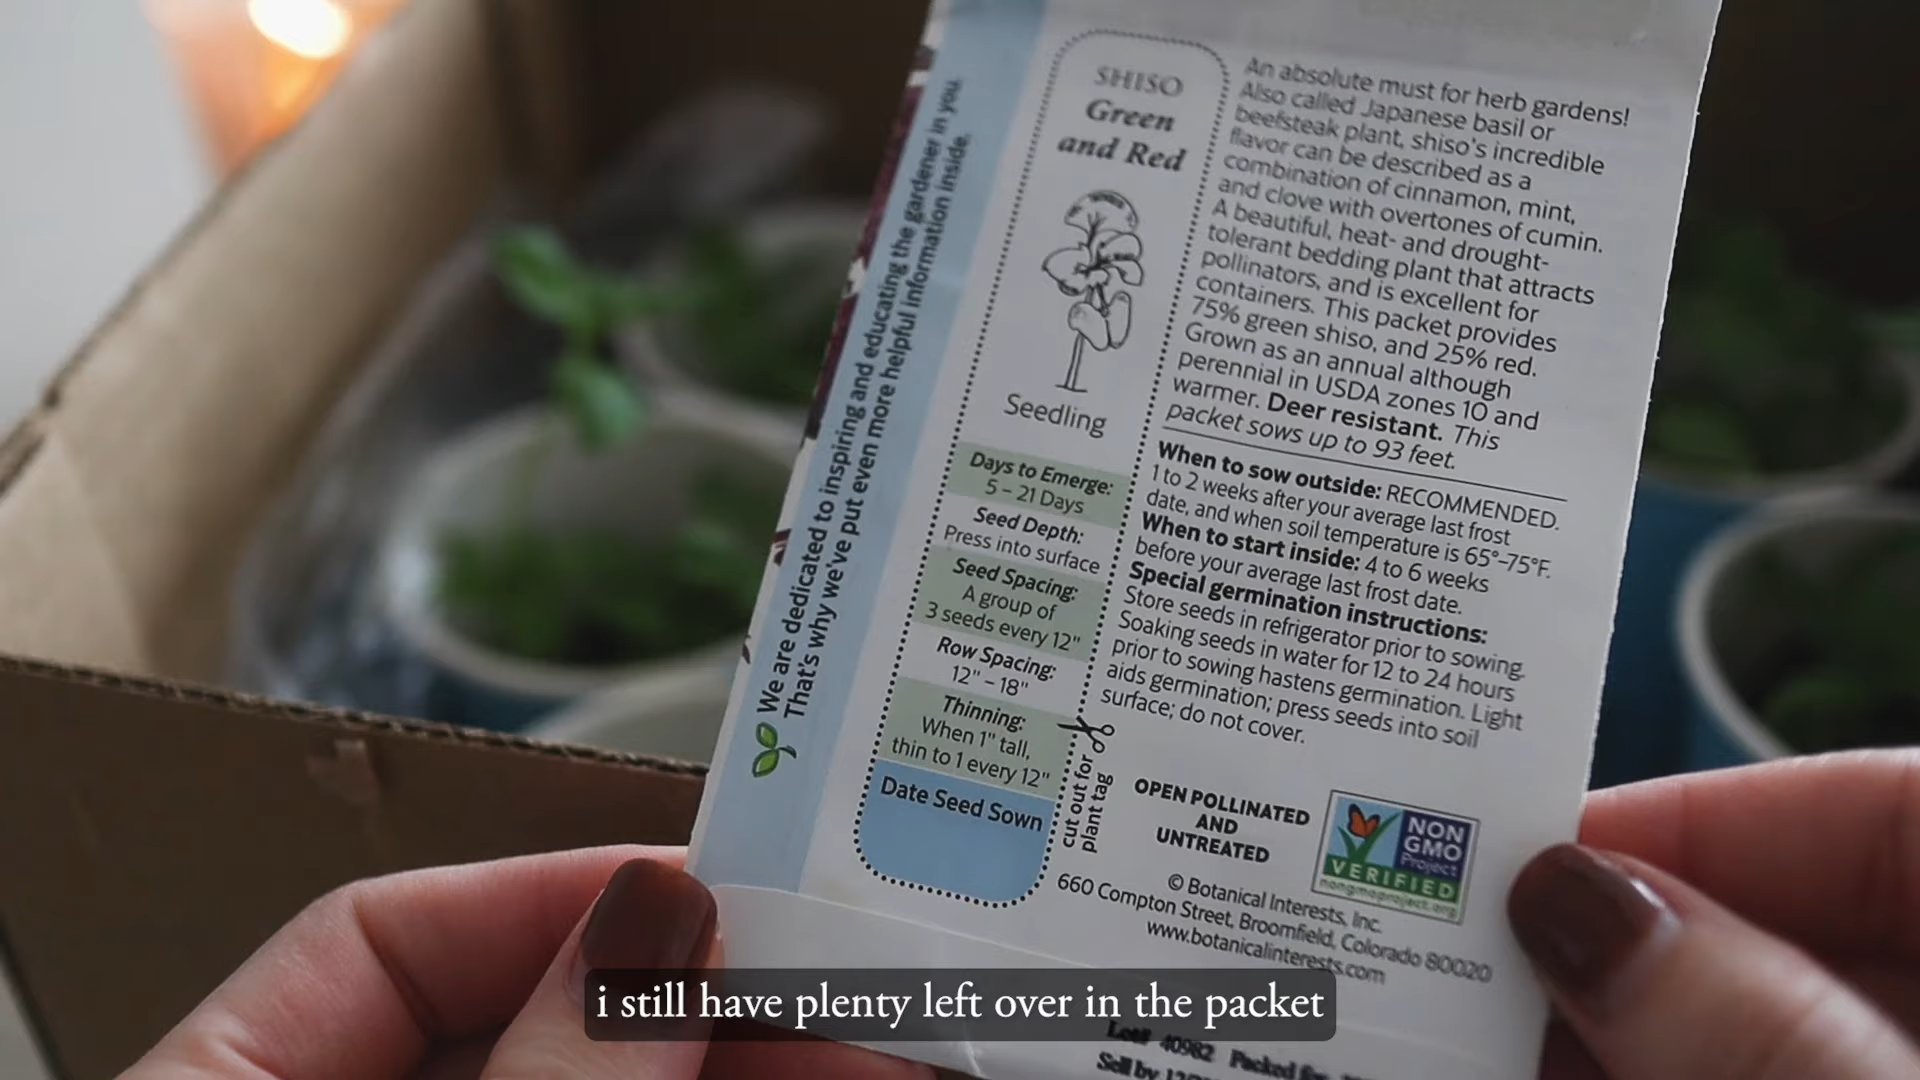 We are dedicated to inspiring and educating the gardener in you.
That's why we've put even more helpful information inside.
SHISO
Green
and Red
Seedling
Days to Emerge:
5 – 21 Days
Seed Depth:
Press into surface
Seed Spacing:
A group of
3 seeds every 12"
Row Spacing:
12" – 18"
Thinning:
When 1" tall,
thin to 1 every 12"
Date Seed Sown
cut out for
plant tag
An absolute must for herb gardens!
Also called Japanese basil or
beefsteak plant, shiso's incredible
flavor can be described as a
combination of cinnamon, mint,
and clove with overtones of cumin.
A beautiful, heat- and drought-
tolerant bedding plant that attracts
pollinators, and is excellent for
containers. This packet provides
75% green shiso, and 25% red.
Grown as an annual although
perennial in USDA zones 10 and
warmer. Deer resistant. This
packet sows up to 93 feet.
When to sow outside: RECOMMENDED.
1 to 2 weeks after your average last frost
date, and when soil temperature is 65°–75°F.
When to start inside: 4 to 6 weeks
before your average last frost date.
Special germination instructions:
Store seeds in refrigerator prior to sowing.
Soaking seeds in water for 12 to 24 hours
prior to sowing hastens germination. Light
aids germination; press seeds into soil
surface; do not cover.
OPEN POLLINATED
AND
UNTREATED
NON
GMO
Project
VERIFIED
nongmoproject.org
© Botanical Interests, Inc.
660 Compton Street, Broomfield, Colorado 80020
www.botanicalinterests.com
i still have plenty left over in the packet
Lot# 40982 Packed for
Sell by